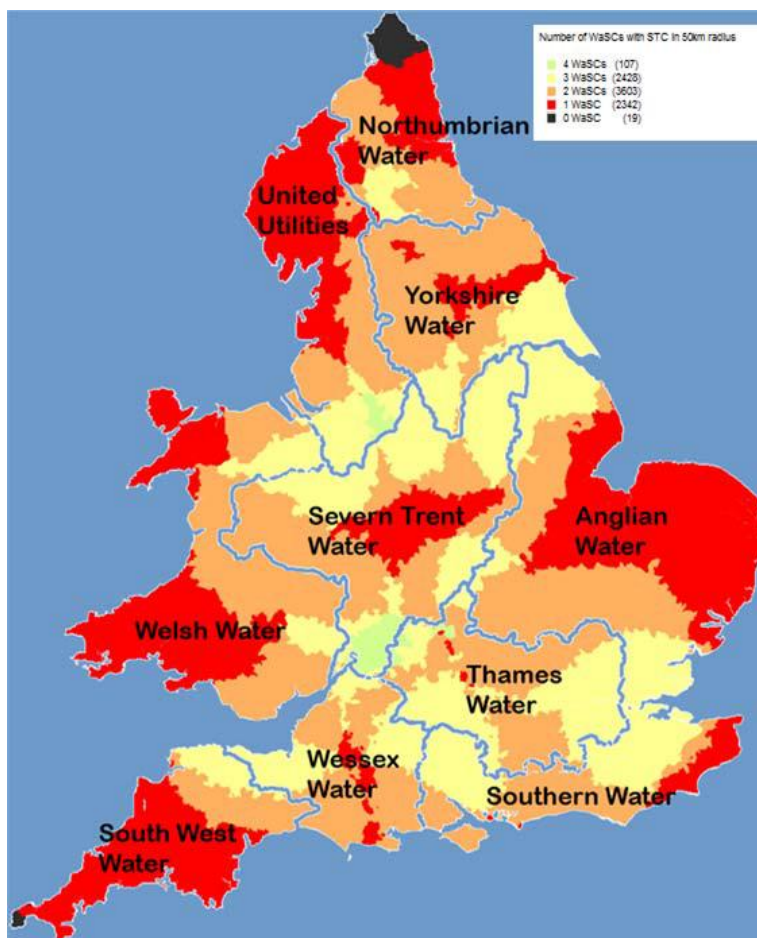 Number of WaSCs with STC in 50km radius
4 WaSCs (107)
3 WaSCs (2428)
2 WaSCs (3603)
1 WaSC (2342)
0 WaSC (19)
Northumbrian
Water
United
Utilities
Yorkshire
Water
Severn Trent
Water
Anglian
Water
Welsh Water
Thames
Water
Wessex
Water
Southern Water
South West
Water